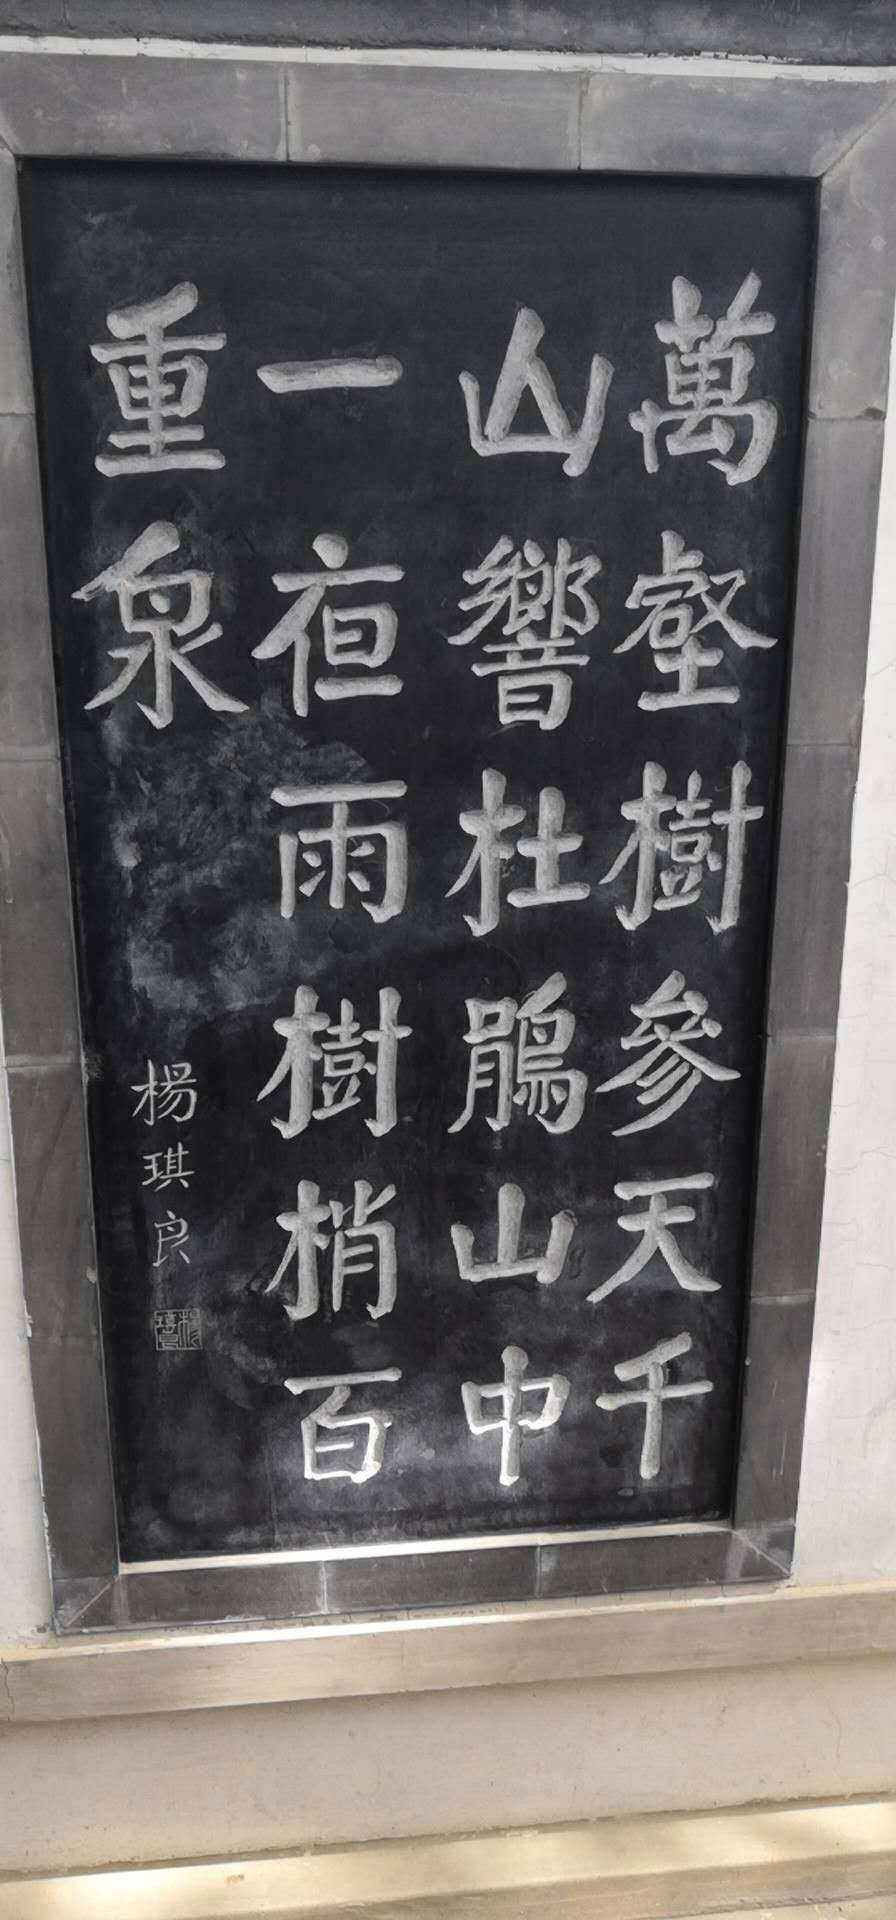 萬壑樹參天千
山響杜鵑山中
一夜雨樹梢百
重泉
楊琪良